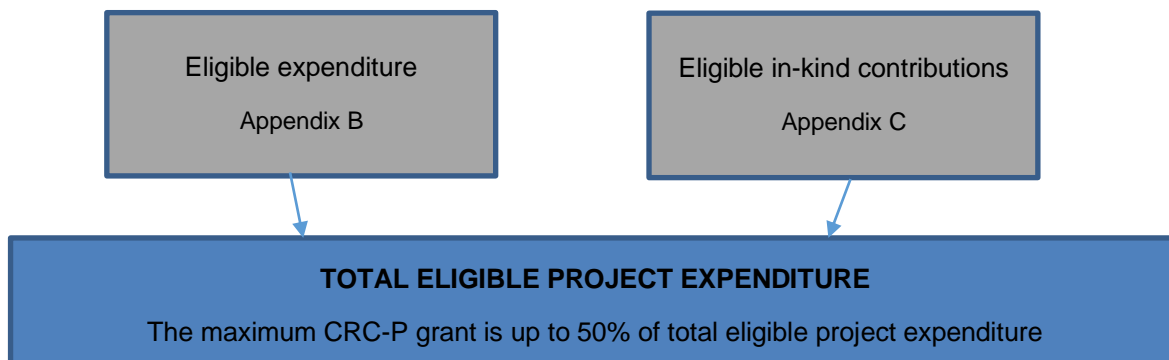 Eligible expenditure
Appendix B
Eligible in-kind contributions
Appendix C
TOTAL ELIGIBLE PROJECT EXPENDITURE
The maximum CRC-P grant is up to 50% of total eligible project expenditure